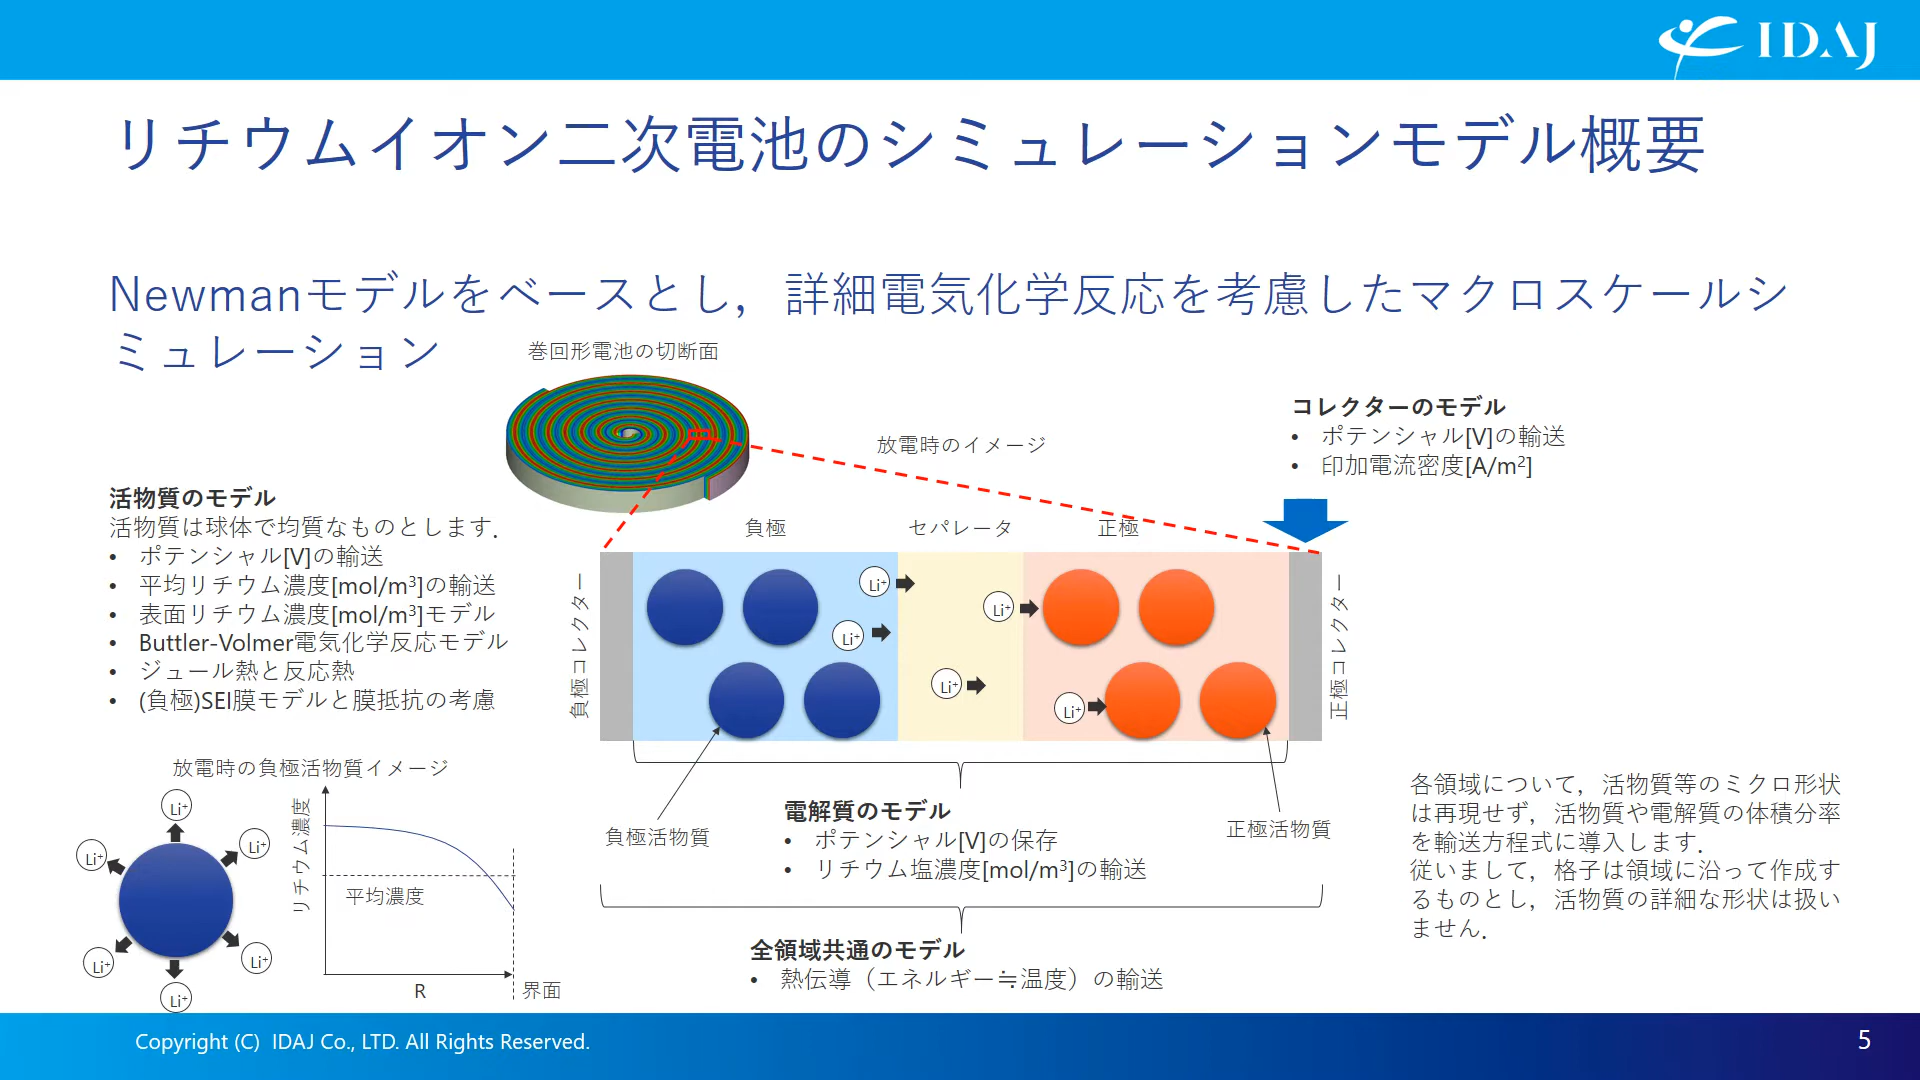 IDAJ
リチウムイオン二次電池のシミュレーションモデル概要
Newmanモデルをベースとし，詳細電気化学反応を考慮したマクロスケールシ
ミュレーション
巻回形電池の切断面
放電時のイメージ
コレクターのモデル
• ポテンシャル[V]の輸送
• 印加電流密度[A/m²]
活物質のモデル
活物質は球体で均質なものとします．
• ポテンシャル[V]の輸送
• 平均リチウム濃度[mol/m³]の輸送
• 表面リチウム濃度[mol/m³]モデル
• Buttler-Volmer電気化学反応モデル
• ジュール熱と反応熱
• (負極)SEI膜モデルと膜抵抗の考慮
負極
セパレータ
正極
負極コレクター
Li⁺
Li⁺
Li⁺
Li⁺
Li⁺
正極コレクター
負極活物質
正極活物質
電解質のモデル
• ポテンシャル[V]の保存
• リチウム塩濃度[mol/m³]の輸送
全領域共通のモデル
• 熱伝導（エネルギー≒温度）の輸送
放電時の負極活物質イメージ
Li⁺
Li⁺
Li⁺
Li⁺
Li⁺
Li⁺
リチウム濃度
平均濃度
R
界面
各領域について，活物質等のミクロ形状
は再現せず，活物質や電解質の体積分率
を輸送方程式に導入します．
従いまして，格子は領域に沿って作成す
るものとし，活物質の詳細な形状は扱い
ません．
Copyright (C) IDAJ Co., LTD. All Rights Reserved.
5